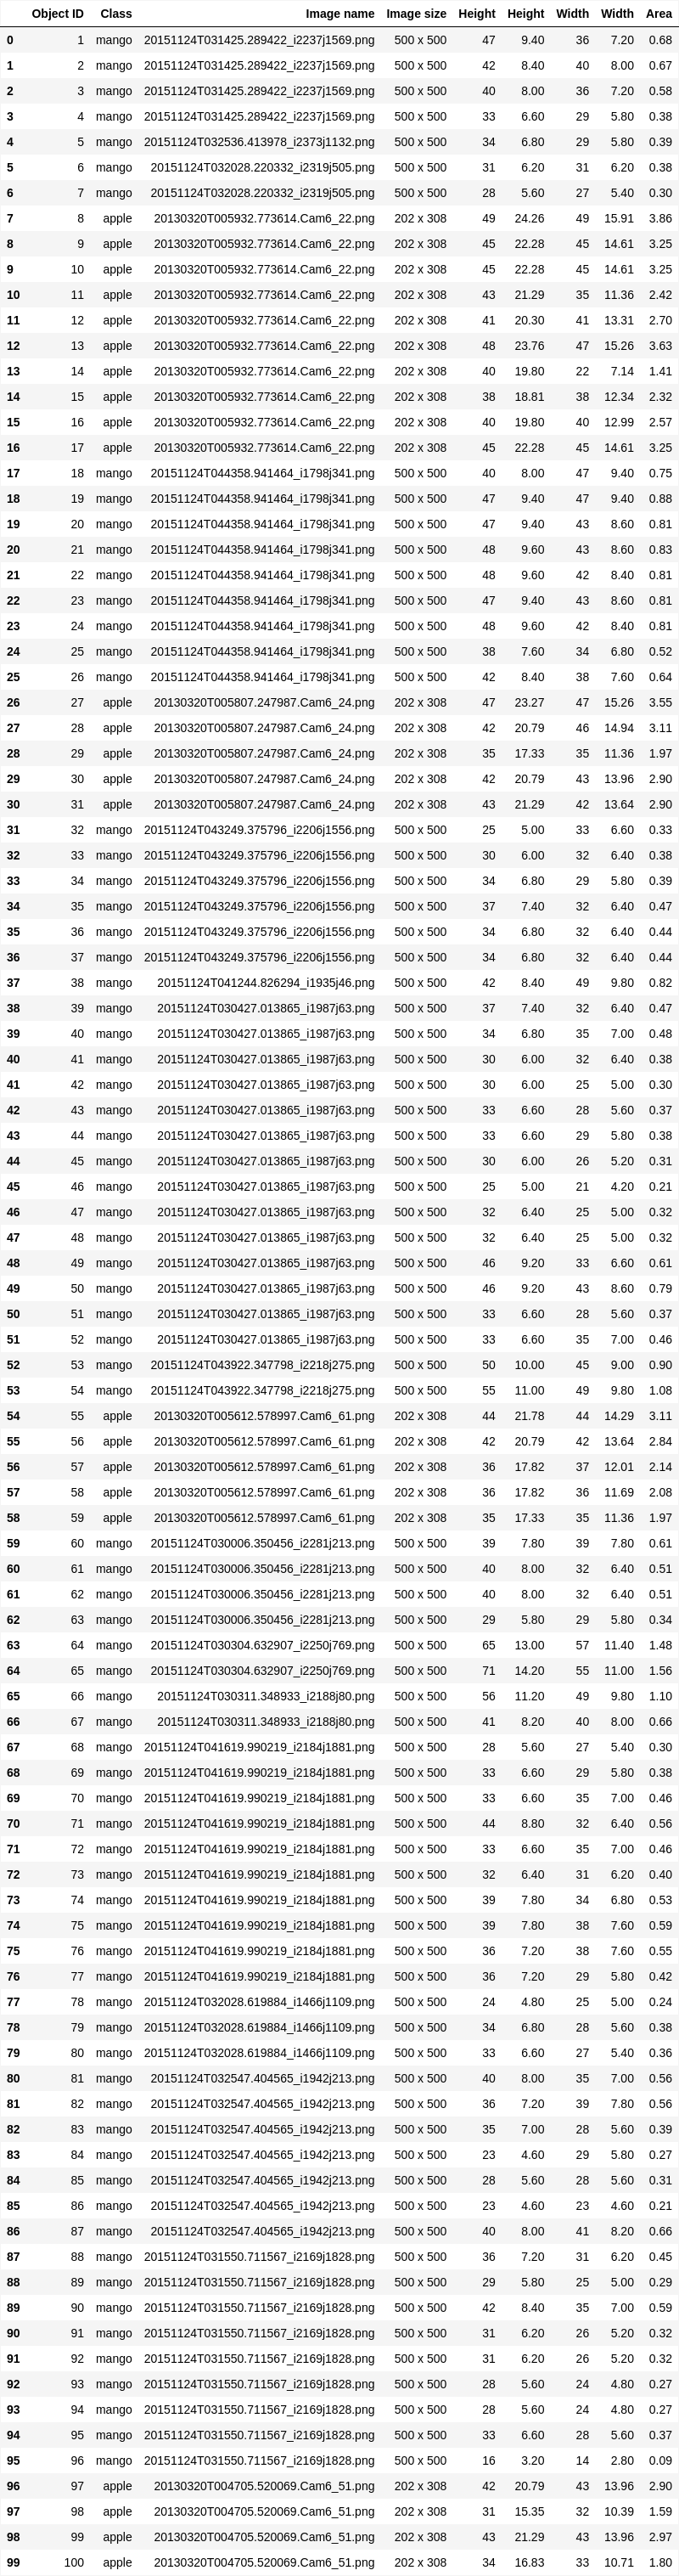 Object ID Class Image name Image size Height Height Width Width Area
0 1 mango 20151124T031425.289422_i2237j1569.png 500 x 500 47 9.40 36 7.20 0.68
1 2 mango 20151124T031425.289422_i2237j1569.png 500 x 500 42 8.40 40 8.00 0.67
2 3 mango 20151124T031425.289422_i2237j1569.png 500 x 500 40 8.00 36 7.20 0.58
3 4 mango 20151124T031425.289422_i2237j1569.png 500 x 500 33 6.60 29 5.80 0.38
4 5 mango 20151124T032536.413978_i2373j1132.png 500 x 500 34 6.80 29 5.80 0.39
5 6 mango 20151124T032028.220332_i2319j505.png 500 x 500 31 6.20 31 6.20 0.38
6 7 mango 20151124T032028.220332_i2319j505.png 500 x 500 28 5.60 27 5.40 0.30
7 8 apple 20130320T005932.773614.Cam6_22.png 202 x 308 49 24.26 49 15.91 3.86
8 9 apple 20130320T005932.773614.Cam6_22.png 202 x 308 45 22.28 45 14.61 3.25
9 10 apple 20130320T005932.773614.Cam6_22.png 202 x 308 45 22.28 45 14.61 3.25
10 11 apple 20130320T005932.773614.Cam6_22.png 202 x 308 43 21.29 35 11.36 2.42
11 12 apple 20130320T005932.773614.Cam6_22.png 202 x 308 41 20.30 41 13.31 2.70
12 13 apple 20130320T005932.773614.Cam6_22.png 202 x 308 48 23.76 47 15.26 3.63
13 14 apple 20130320T005932.773614.Cam6_22.png 202 x 308 40 19.80 22 7.14 1.41
14 15 apple 20130320T005932.773614.Cam6_22.png 202 x 308 38 18.81 38 12.34 2.32
15 16 apple 20130320T005932.773614.Cam6_22.png 202 x 308 40 19.80 40 12.99 2.57
16 17 apple 20130320T005932.773614.Cam6_22.png 202 x 308 45 22.28 45 14.61 3.25
17 18 mango 20151124T044358.941464_i1798j341.png 500 x 500 40 8.00 47 9.40 0.75
18 19 mango 20151124T044358.941464_i1798j341.png 500 x 500 47 9.40 47 9.40 0.88
19 20 mango 20151124T044358.941464_i1798j341.png 500 x 500 47 9.40 43 8.60 0.81
20 21 mango 20151124T044358.941464_i1798j341.png 500 x 500 48 9.60 43 8.60 0.83
21 22 mango 20151124T044358.941464_i1798j341.png 500 x 500 48 9.60 42 8.40 0.81
22 23 mango 20151124T044358.941464_i1798j341.png 500 x 500 47 9.40 43 8.60 0.81
23 24 mango 20151124T044358.941464_i1798j341.png 500 x 500 48 9.60 42 8.40 0.81
24 25 mango 20151124T044358.941464_i1798j341.png 500 x 500 38 7.60 34 6.80 0.52
25 26 mango 20151124T044358.941464_i1798j341.png 500 x 500 42 8.40 38 7.60 0.64
26 27 apple 20130320T005807.247987.Cam6_24.png 202 x 308 47 23.27 47 15.26 3.55
27 28 apple 20130320T005807.247987.Cam6_24.png 202 x 308 42 20.79 46 14.94 3.11
28 29 apple 20130320T005807.247987.Cam6_24.png 202 x 308 35 17.33 35 11.36 1.97
29 30 apple 20130320T005807.247987.Cam6_24.png 202 x 308 42 20.79 43 13.96 2.90
30 31 apple 20130320T005807.247987.Cam6_24.png 202 x 308 43 21.29 42 13.64 2.90
31 32 mango 20151124T043249.375796_i2206j1556.png 500 x 500 25 5.00 33 6.60 0.33
32 33 mango 20151124T043249.375796_i2206j1556.png 500 x 500 30 6.00 32 6.40 0.38
33 34 mango 20151124T043249.375796_i2206j1556.png 500 x 500 34 6.80 29 5.80 0.39
34 35 mango 20151124T043249.375796_i2206j1556.png 500 x 500 37 7.40 32 6.40 0.47
35 36 mango 20151124T043249.375796_i2206j1556.png 500 x 500 34 6.80 32 6.40 0.44
36 37 mango 20151124T043249.375796_i2206j1556.png 500 x 500 34 6.80 32 6.40 0.44
37 38 mango 20151124T041244.826294_i1935j46.png 500 x 500 42 8.40 49 9.80 0.82
38 39 mango 20151124T030427.013865_i1987j63.png 500 x 500 37 7.40 32 6.40 0.47
39 40 mango 20151124T030427.013865_i1987j63.png 500 x 500 34 6.80 35 7.00 0.48
40 41 mango 20151124T030427.013865_i1987j63.png 500 x 500 30 6.00 32 6.40 0.38
41 42 mango 20151124T030427.013865_i1987j63.png 500 x 500 30 6.00 25 5.00 0.30
42 43 mango 20151124T030427.013865_i1987j63.png 500 x 500 33 6.60 28 5.60 0.37
43 44 mango 20151124T030427.013865_i1987j63.png 500 x 500 33 6.60 29 5.80 0.38
44 45 mango 20151124T030427.013865_i1987j63.png 500 x 500 30 6.00 26 5.20 0.31
45 46 mango 20151124T030427.013865_i1987j63.png 500 x 500 25 5.00 21 4.20 0.21
46 47 mango 20151124T030427.013865_i1987j63.png 500 x 500 32 6.40 25 5.00 0.32
47 48 mango 20151124T030427.013865_i1987j63.png 500 x 500 32 6.40 25 5.00 0.32
48 49 mango 20151124T030427.013865_i1987j63.png 500 x 500 46 9.20 33 6.60 0.61
49 50 mango 20151124T030427.013865_i1987j63.png 500 x 500 46 9.20 43 8.60 0.79
50 51 mango 20151124T030427.013865_i1987j63.png 500 x 500 33 6.60 28 5.60 0.37
51 52 mango 20151124T030427.013865_i1987j63.png 500 x 500 33 6.60 35 7.00 0.46
52 53 mango 20151124T043922.347798_i2218j275.png 500 x 500 50 10.00 45 9.00 0.90
53 54 mango 20151124T043922.347798_i2218j275.png 500 x 500 55 11.00 49 9.80 1.08
54 55 apple 20130320T005612.578997.Cam6_61.png 202 x 308 44 21.78 44 14.29 3.11
55 56 apple 20130320T005612.578997.Cam6_61.png 202 x 308 42 20.79 42 13.64 2.84
56 57 apple 20130320T005612.578997.Cam6_61.png 202 x 308 36 17.82 37 12.01 2.14
57 58 apple 20130320T005612.578997.Cam6_61.png 202 x 308 36 17.82 36 11.69 2.08
58 59 apple 20130320T005612.578997.Cam6_61.png 202 x 308 35 17.33 35 11.36 1.97
59 60 mango 20151124T030006.350456_i2281j213.png 500 x 500 39 7.80 39 7.80 0.61
60 61 mango 20151124T030006.350456_i2281j213.png 500 x 500 40 8.00 32 6.40 0.51
61 62 mango 20151124T030006.350456_i2281j213.png 500 x 500 40 8.00 32 6.40 0.51
62 63 mango 20151124T030006.350456_i2281j213.png 500 x 500 29 5.80 29 5.80 0.34
63 64 mango 20151124T030304.632907_i2250j769.png 500 x 500 65 13.00 57 11.40 1.48
64 65 mango 20151124T030304.632907_i2250j769.png 500 x 500 71 14.20 55 11.00 1.56
65 66 mango 20151124T030311.348933_i2188j80.png 500 x 500 56 11.20 49 9.80 1.10
66 67 mango 20151124T030311.348933_i2188j80.png 500 x 500 41 8.20 40 8.00 0.66
67 68 mango 20151124T041619.990219_i2184j1881.png 500 x 500 28 5.60 27 5.40 0.30
68 69 mango 20151124T041619.990219_i2184j1881.png 500 x 500 33 6.60 29 5.80 0.38
69 70 mango 20151124T041619.990219_i2184j1881.png 500 x 500 33 6.60 35 7.00 0.46
70 71 mango 20151124T041619.990219_i2184j1881.png 500 x 500 44 8.80 32 6.40 0.56
71 72 mango 20151124T041619.990219_i2184j1881.png 500 x 500 33 6.60 35 7.00 0.46
72 73 mango 20151124T041619.990219_i2184j1881.png 500 x 500 32 6.40 31 6.20 0.40
73 74 mango 20151124T041619.990219_i2184j1881.png 500 x 500 39 7.80 34 6.80 0.53
74 75 mango 20151124T041619.990219_i2184j1881.png 500 x 500 39 7.80 38 7.60 0.59
75 76 mango 20151124T041619.990219_i2184j1881.png 500 x 500 36 7.20 38 7.60 0.55
76 77 mango 20151124T041619.990219_i2184j1881.png 500 x 500 36 7.20 29 5.80 0.42
77 78 mango 20151124T032028.619884_i1466j1109.png 500 x 500 24 4.80 25 5.00 0.24
78 79 mango 20151124T032028.619884_i1466j1109.png 500 x 500 34 6.80 28 5.60 0.38
79 80 mango 20151124T032028.619884_i1466j1109.png 500 x 500 33 6.60 27 5.40 0.36
80 81 mango 20151124T032547.404565_i1942j213.png 500 x 500 40 8.00 35 7.00 0.56
81 82 mango 20151124T032547.404565_i1942j213.png 500 x 500 36 7.20 39 7.80 0.56
82 83 mango 20151124T032547.404565_i1942j213.png 500 x 500 35 7.00 28 5.60 0.39
83 84 mango 20151124T032547.404565_i1942j213.png 500 x 500 23 4.60 29 5.80 0.27
84 85 mango 20151124T032547.404565_i1942j213.png 500 x 500 28 5.60 28 5.60 0.31
85 86 mango 20151124T032547.404565_i1942j213.png 500 x 500 23 4.60 23 4.60 0.21
86 87 mango 20151124T032547.404565_i1942j213.png 500 x 500 40 8.00 41 8.20 0.66
87 88 mango 20151124T031550.711567_i2169j1828.png 500 x 500 36 7.20 31 6.20 0.45
88 89 mango 20151124T031550.711567_i2169j1828.png 500 x 500 29 5.80 25 5.00 0.29
89 90 mango 20151124T031550.711567_i2169j1828.png 500 x 500 42 8.40 35 7.00 0.59
90 91 mango 20151124T031550.711567_i2169j1828.png 500 x 500 31 6.20 26 5.20 0.32
91 92 mango 20151124T031550.711567_i2169j1828.png 500 x 500 31 6.20 26 5.20 0.32
92 93 mango 20151124T031550.711567_i2169j1828.png 500 x 500 28 5.60 24 4.80 0.27
93 94 mango 20151124T031550.711567_i2169j1828.png 500 x 500 28 5.60 24 4.80 0.27
94 95 mango 20151124T031550.711567_i2169j1828.png 500 x 500 33 6.60 28 5.60 0.37
95 96 mango 20151124T031550.711567_i2169j1828.png 500 x 500 16 3.20 14 2.80 0.09
96 97 apple 20130320T004705.520069.Cam6_51.png 202 x 308 42 20.79 43 13.96 2.90
97 98 apple 20130320T004705.520069.Cam6_51.png 202 x 308 31 15.35 32 10.39 1.59
98 99 apple 20130320T004705.520069.Cam6_51.png 202 x 308 43 21.29 43 13.96 2.97
99 100 apple 20130320T004705.520069.Cam6_51.png 202 x 308 34 16.83 33 10.71 1.80